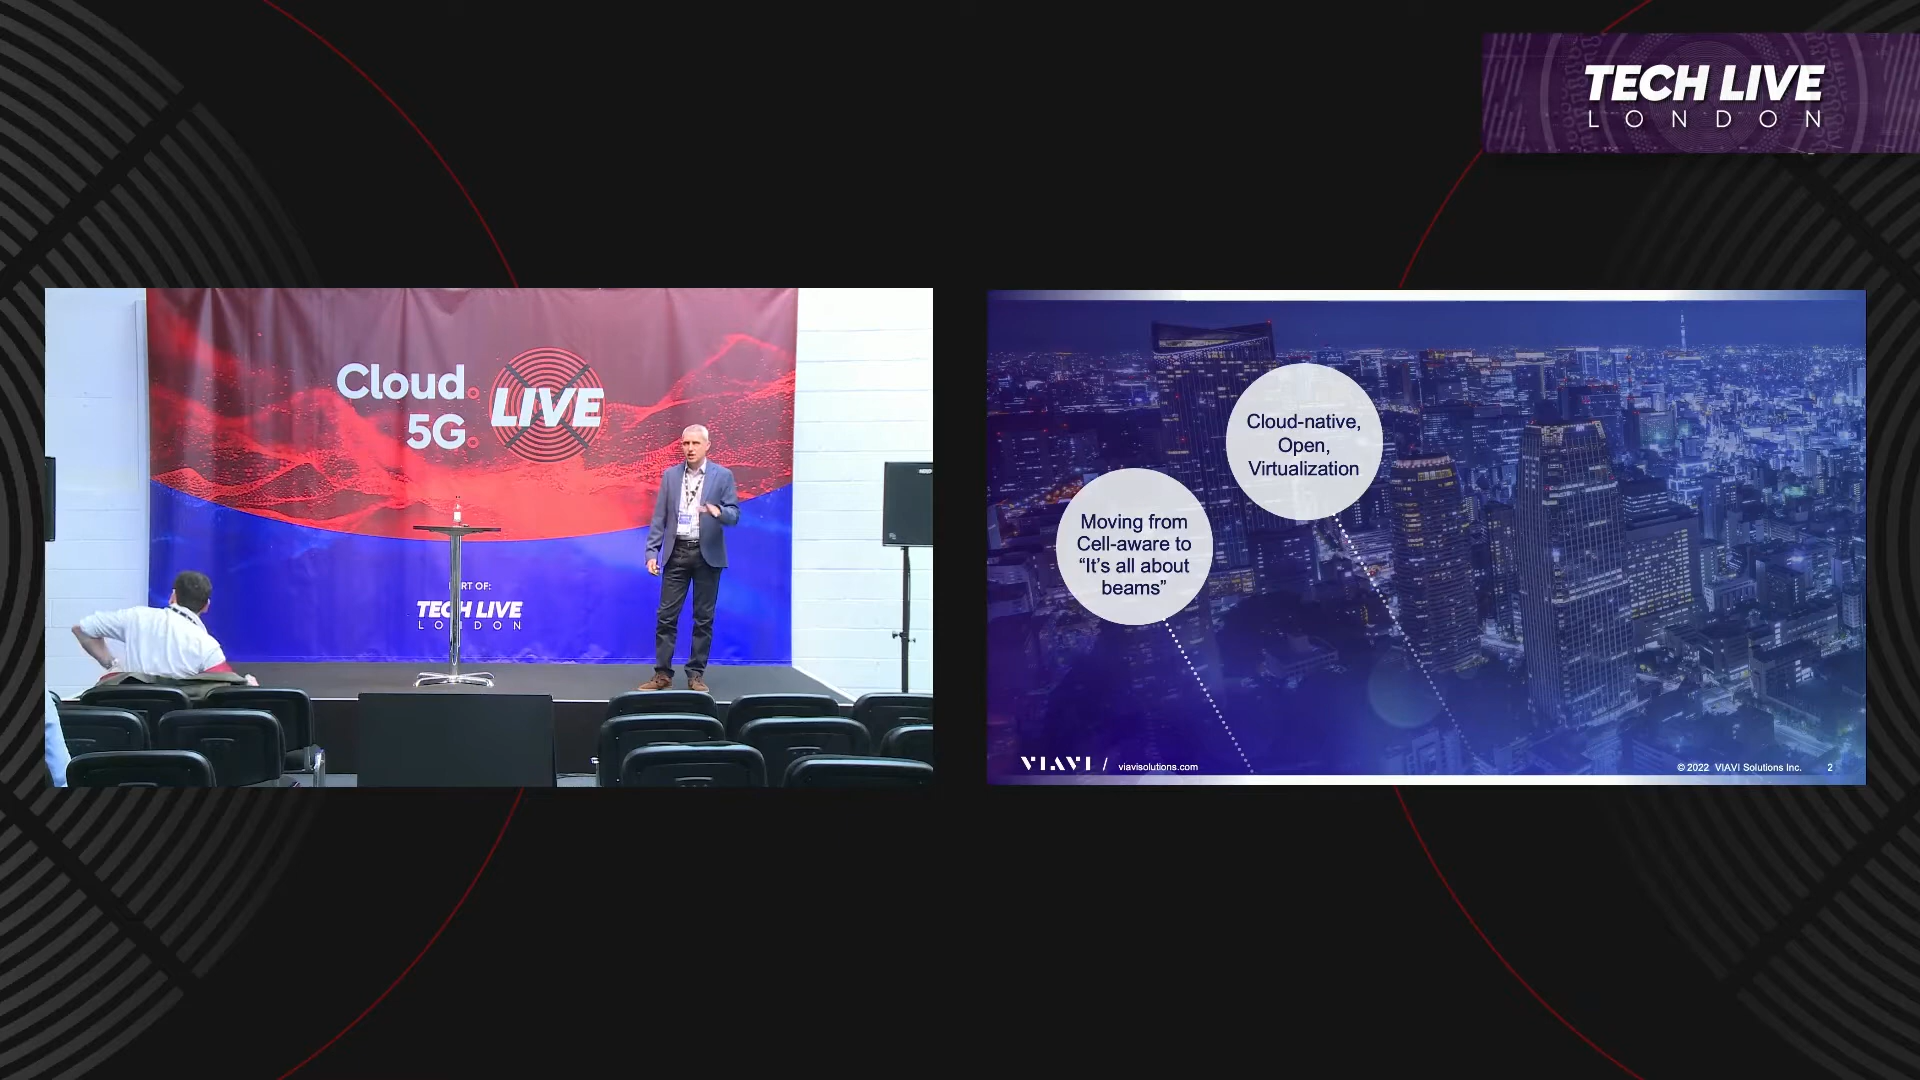 TECH LIVE
LONDON
Cloud
5G
LIVE
RT OF:
TECH LIVE
LONDON
Cloud-native,
Open,
Virtualization
Moving from
Cell-aware to
“It’s all about
beams”
VIAVI / viavisolutions.com
© 2022 VIAVI Solutions Inc. 2